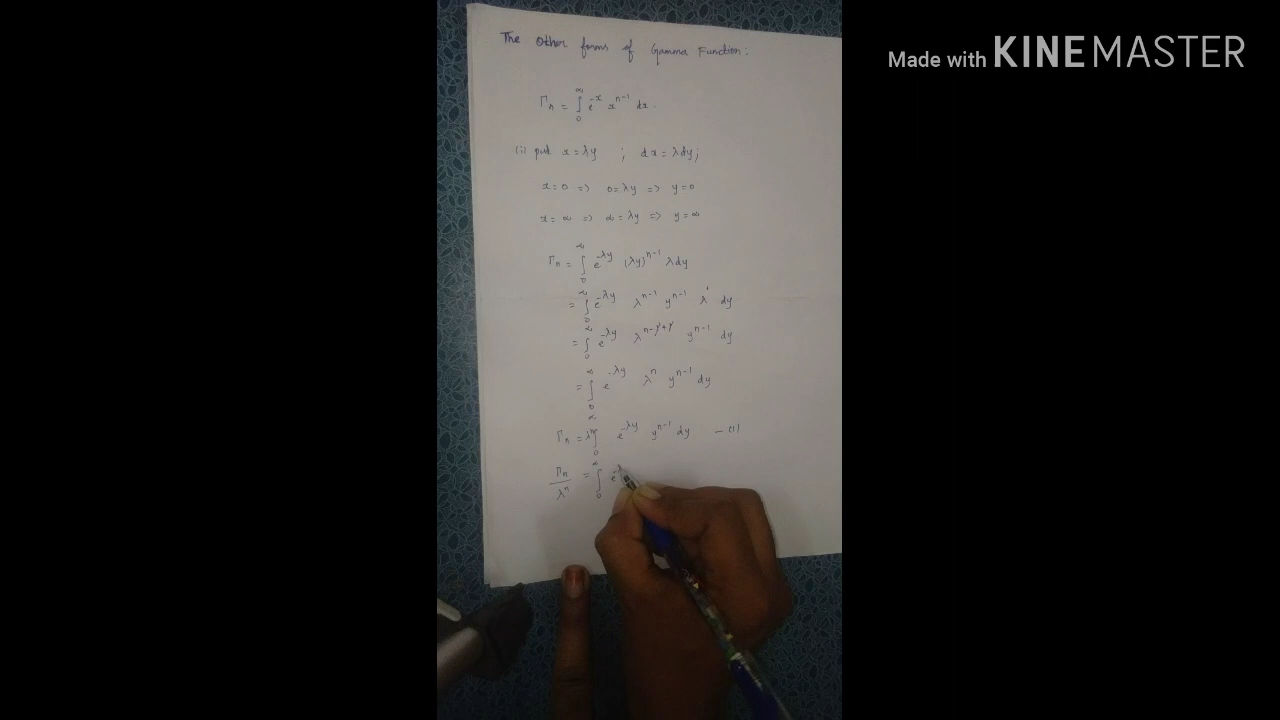 The Other forms of Gamma Function:
Made with KINEMASTER
Γn = ∫₀^∞ e^-x x^n-1 dx.
(i) put x = λy ; dx = λdy;
x = 0 => 0 = λy => y = 0
x = ∞ => ∞ = λy => y = ∞
Γn = ∫₀^∞ e^-λy (λy)^n-1 λdy
= ∫₀^∞ e^-λy λ^n-1 y^n-1 λ^1 dy
= ∫₀^∞ e^-λy λ^n-1+1 y^n-1 dy
= ∫₀^∞ e^-λy λ^n y^n-1 dy
Γn = λ^n ∫₀^∞ e^-λy y^n-1 dy — (1)
Γn / λ^n = ∫₀^∞ e^-λ